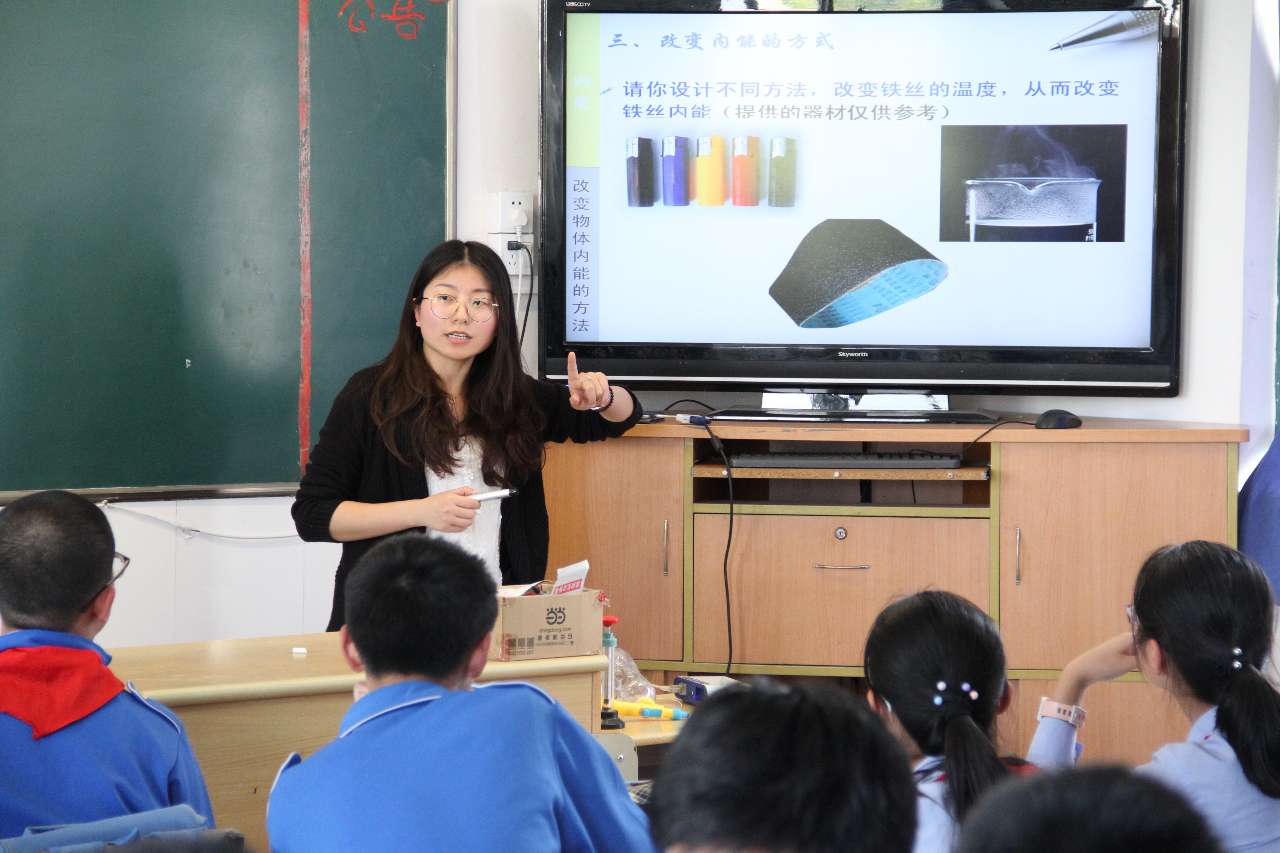 公告
三、改变内能的方式
请你设计不同方法，改变铁丝的温度，从而改变
铁丝内能（提供的器材仅供参考）
改变物体内能的方法
Skyworth